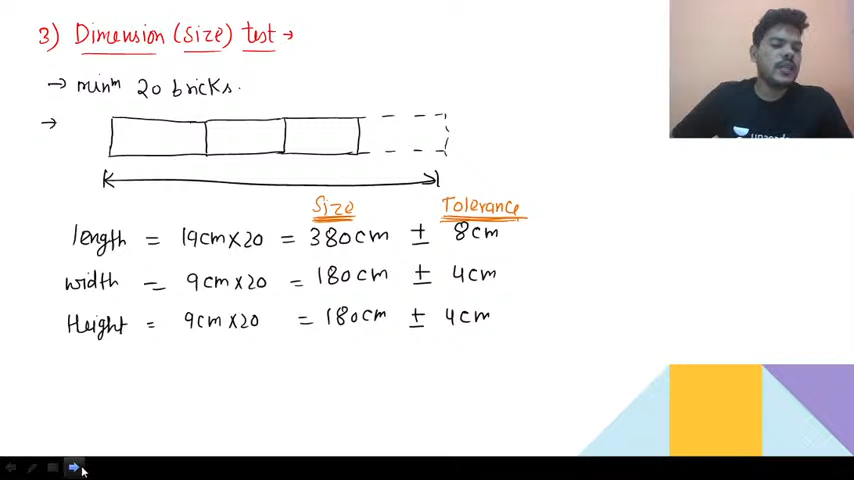 3) Dimension (size) test →
→ minᵐ 20 bricks.
→
Size Tolerance
length = 19cm×20 = 380cm ± 8cm
width = 9cm×20 = 180cm ± 4cm
Height = 9cm×20 = 180cm ± 4cm